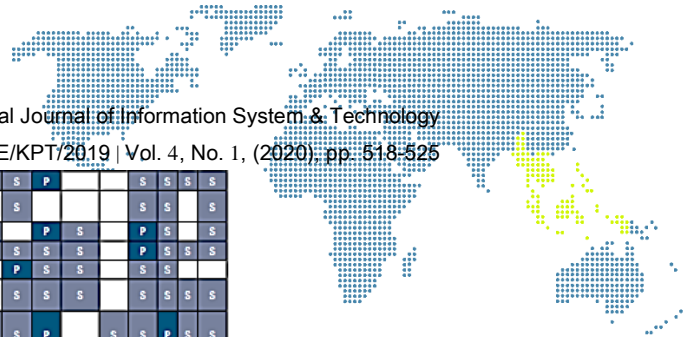 al Journal of Information System & Technology
E/KPT/2019 | Vol. 4, No. 1, (2020), pp. 518-525
S P S S S S
S S S S
P S P S S
S S S P S S S
P S S S S
S S S S S S S
S P S S P S S